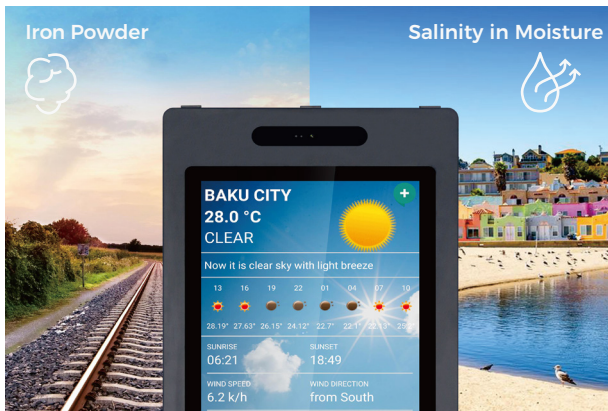 Iron Powder
Salinity in Moisture
BAKU CITY
28.0 °C
CLEAR
Now it is clear sky with light breeze
13 16 19 22 01 04 07 10
28.19° 27.63° 26.15° 24.12° 22.7° 22.1°
SUNRISE SUNSET
06:21 18:49
WIND SPEED WIND DIRECTION
6.2 k/h from South